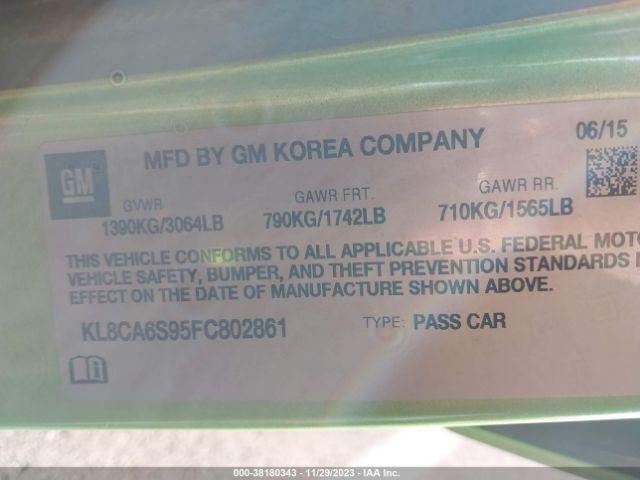 06/15
MFD BY GM KOREA COMPANY
GM
GVWR GAWR FRT. GAWR RR.
1390KG/3064LB 790KG/1742LB 710KG/1565LB
THIS VEHICLE CONFORMS TO ALL APPLICABLE U.S. FEDERAL MOTO
VEHICLE SAFETY, BUMPER, AND THEFT PREVENTION STANDARDS
EFFECT ON THE DATE OF MANUFACTURE SHOWN ABOVE.
KL8CA6S95FC802861 TYPE: PASS CAR
000-38180343 - 11/29/2023 - IAA Inc.